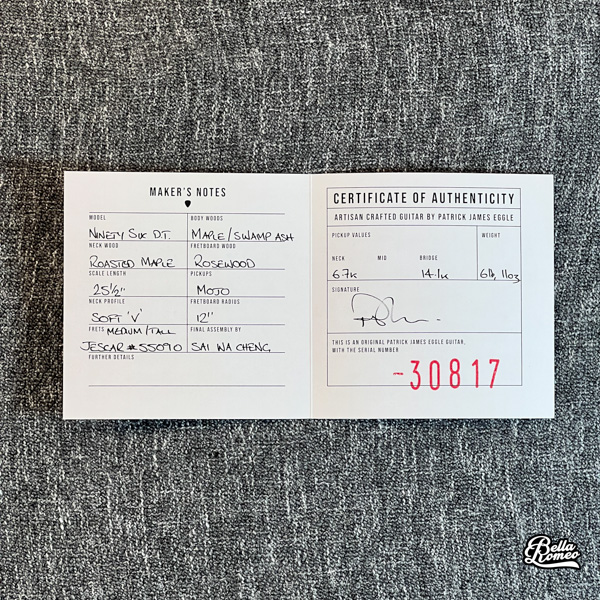 MAKER'S NOTES
MODEL
NINETY SIX D.T.
BODY WOODS
MAPLE/SWAMP ASH
NECK WOOD
ROASTED MAPLE
FRETBOARD WOOD
ROSEWOOD
SCALE LENGTH
25½"
PICKUPS
MOJO
NECK PROFILE
SOFT 'V'
FRETBOARD RADIUS
12"
FRETS MEDIUM/TALL
JESCAR #55090
FINAL ASSEMBLY BY
SAI WA CHENG
FURTHER DETAILS
CERTIFICATE OF AUTHENTICITY
ARTISAN CRAFTED GUITAR BY PATRICK JAMES EGGLE
PICKUP VALUES
NECK MID BRIDGE
6.7K 14.1K
WEIGHT
6lb, 11oz
SIGNATURE
THIS IS AN ORIGINAL PATRICK JAMES EGGLE GUITAR,
WITH THE SERIAL NUMBER
-30817
Bella
Romeo